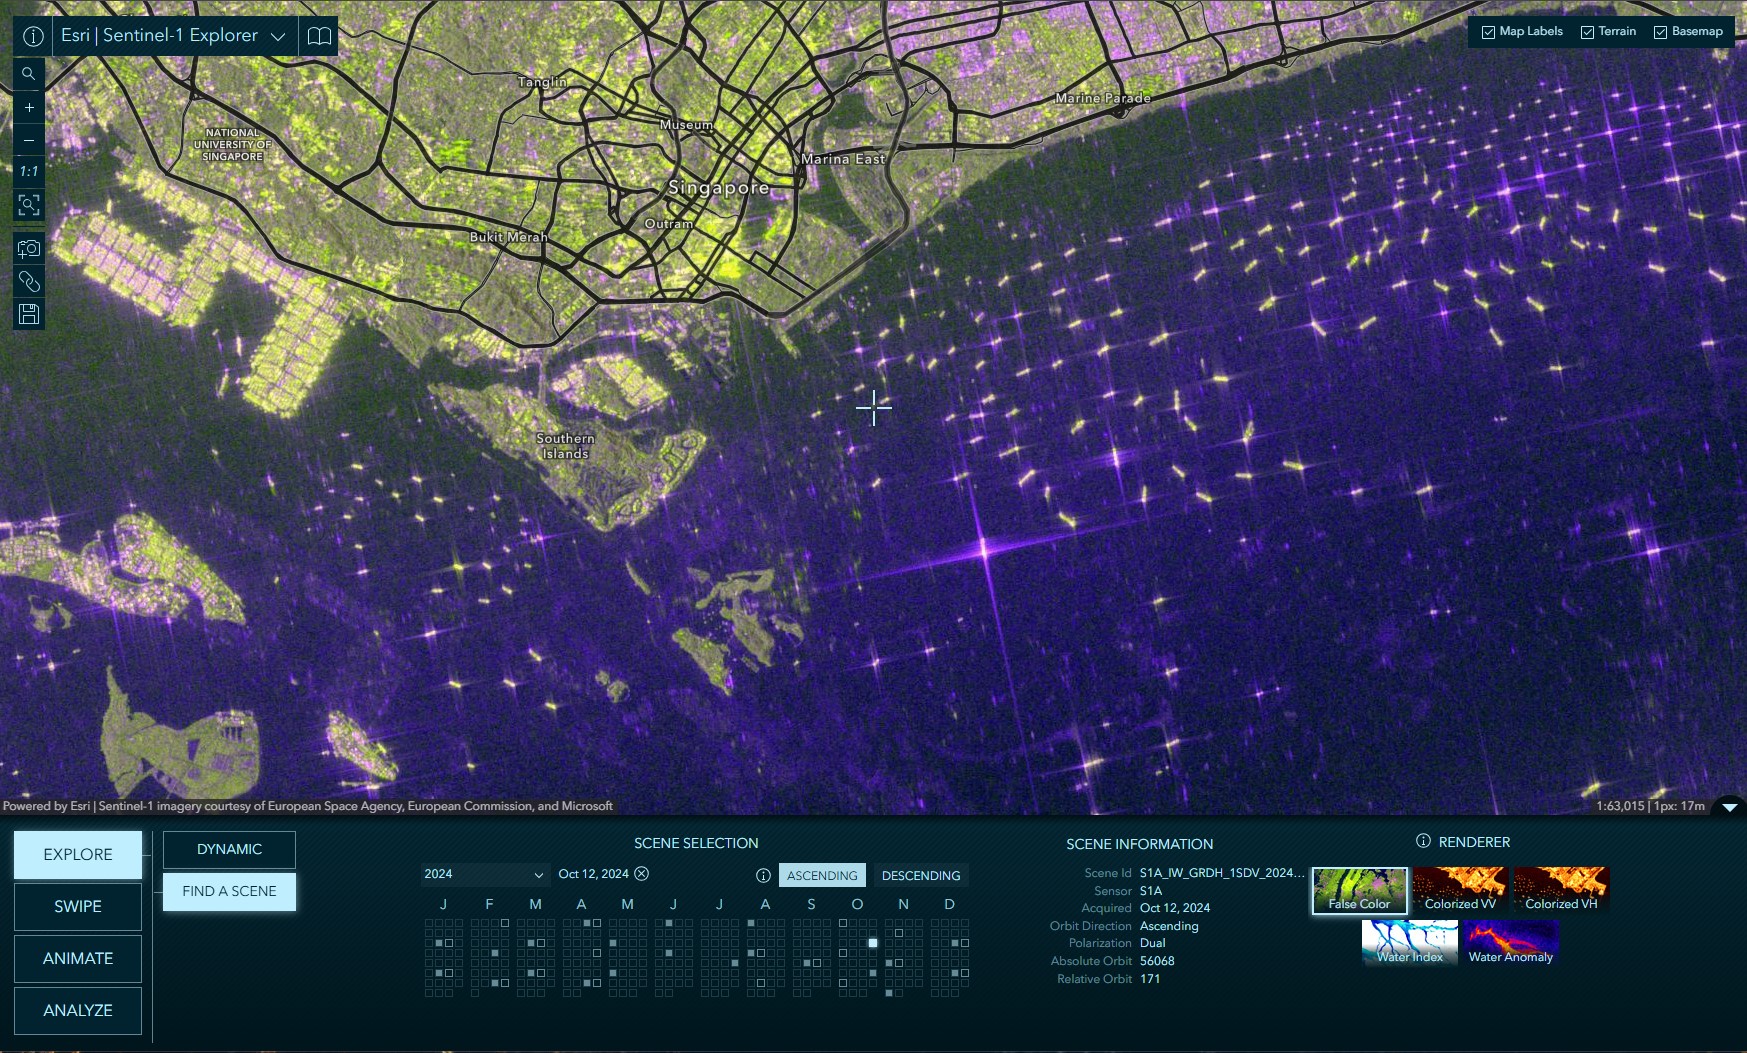 Esri | Sentinel-1 Explorer
Map Labels
Terrain
Basemap
1:1
Tanglin
Marine Parade
NATIONAL
UNIVERSITY OF
SINGAPORE
Museum
Marina East
Singapore
Outram
Bukit Merah
Southern
Islands
Powered by Esri | Sentinel-1 imagery courtesy of European Space Agency, European Commission, and Microsoft
1:63,015 | 1px: 17m
EXPLORE
SWIPE
ANIMATE
ANALYZE
DYNAMIC
FIND A SCENE
SCENE SELECTION
2024
Oct 12, 2024
ASCENDING
DESCENDING
J F M A M J J A S O N D
SCENE INFORMATION
Scene Id S1A_IW_GRDH_1SDV_2024...
Sensor S1A
Acquired Oct 12, 2024
Orbit Direction Ascending
Polarization Dual
Absolute Orbit 56068
Relative Orbit 171
RENDERER
False Color
Colorized VV
Colorized VH
Water Index
Water Anomaly